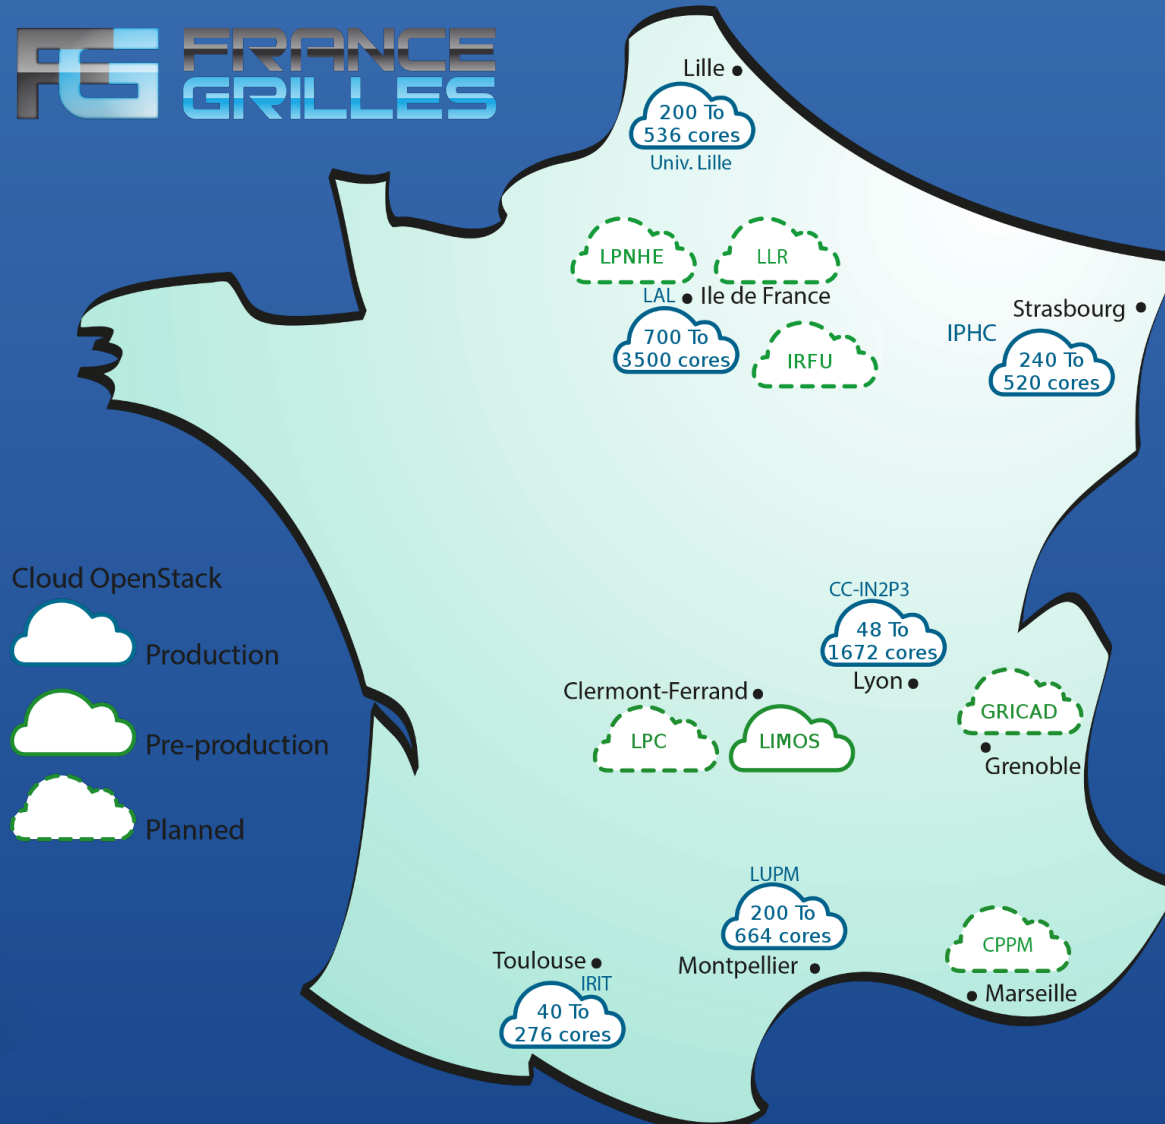 FG FRANCE
GRILLES
Lille
200 To
536 cores
Univ. Lille
LPNHE
LLR
LAL
Ile de France
700 To
3500 cores
IRFU
Strasbourg
IPHC
240 To
520 cores
Cloud OpenStack
Production
Pre-production
Planned
CC-IN2P3
48 To
1672 cores
Lyon
Clermont-Ferrand
LPC
LIMOS
GRICAD
Grenoble
LUPM
200 To
664 cores
Montpellier
CPPM
Marseille
Toulouse
IRIT
40 To
276 cores